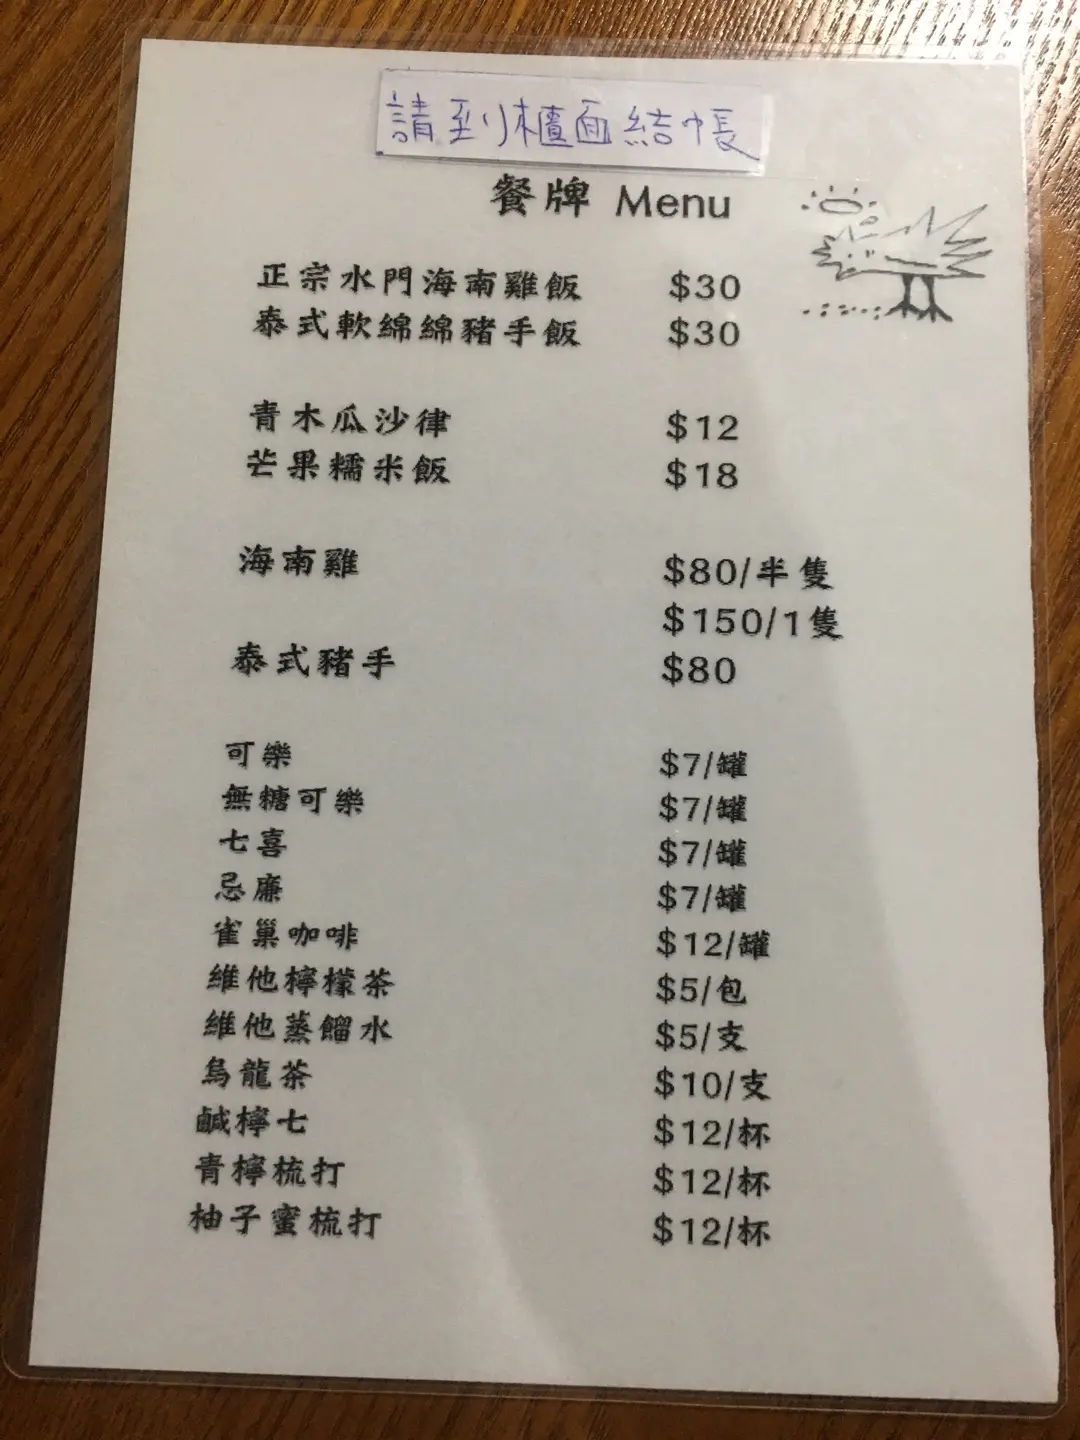 請到櫃面結帳
餐牌 Menu
正宗水門海南雞飯 $30
泰式軟綿綿豬手飯 $30
青木瓜沙律 $12
芒果糯米飯 $18
海南雞 $80/半隻
$150/1隻
泰式豬手 $80
可樂 $7/罐
無糖可樂 $7/罐
七喜 $7/罐
忌廉 $7/罐
雀巢咖啡 $12/罐
維他檸檬茶 $5/包
維他蒸餾水 $5/支
烏龍茶 $10/支
鹹檸七 $12/杯
青檸梳打 $12/杯
柚子蜜梳打 $12/杯